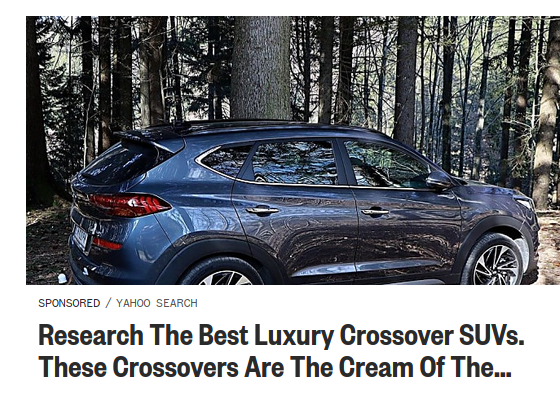 SPONSORED / YAHOO SEARCH
Research The Best Luxury Crossover SUVs.
These Crossovers Are The Cream Of The...